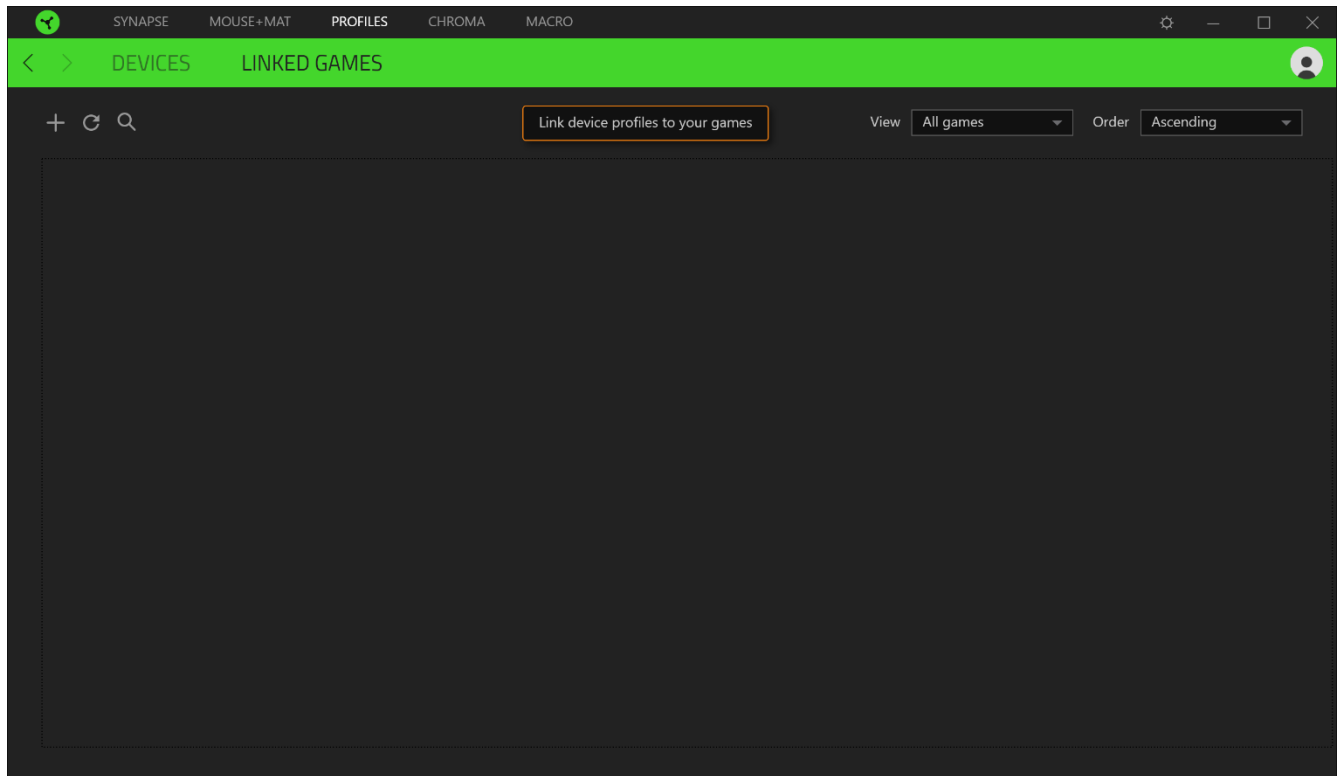 SYNAPSE MOUSE+MAT PROFILES CHROMA MACRO
DEVICES LINKED GAMES
Link device profiles to your games View All games Order Ascending